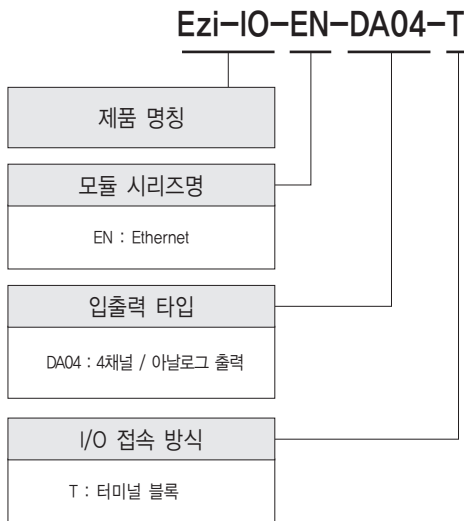 Ezi-IO-EN-DA04-T
제품 명칭
모듈 시리즈명
EN : Ethernet
입출력 타입
DA04 : 4채널 / 아날로그 출력
I/O 접속 방식
T : 터미널 블록